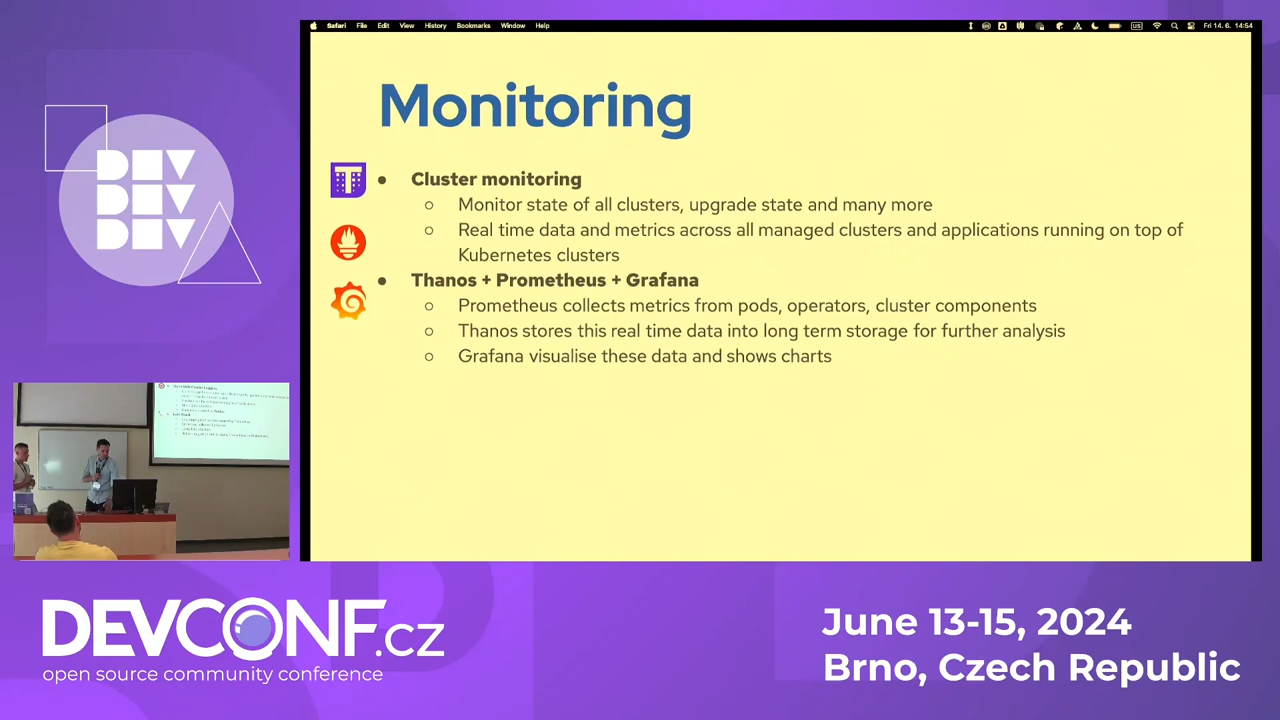 Safari File Edit View History Bookmarks Window Help
US
Fri 14. 6. 14:54
DEV
DEV
DEV
Monitoring
● Cluster monitoring
○ Monitor state of all clusters, upgrade state and many more
○ Real time data and metrics across all managed clusters and applications running on top of
Kubernetes clusters
● Thanos + Prometheus + Grafana
○ Prometheus collects metrics from pods, operators, cluster components
○ Thanos stores this real time data into long term storage for further analysis
○ Grafana visualise these data and shows charts
DEVCONF.cz
open source community conference
June 13-15, 2024
Brno, Czech Republic